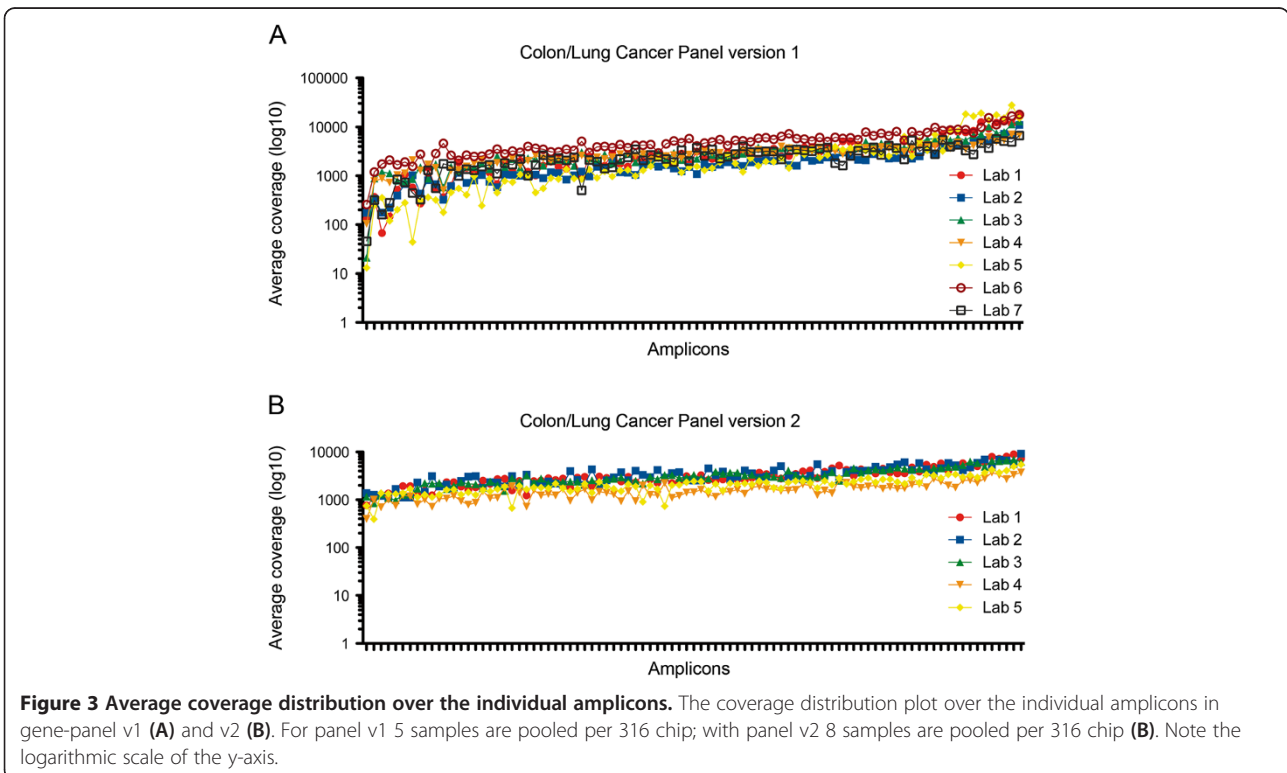 A
Colon/Lung Cancer Panel version 1
Average coverage (log10)
100000
10000
1000
100
10
1
Lab 1
Lab 2
Lab 3
Lab 4
Lab 5
Lab 6
Lab 7
Amplicons
B
Colon/Lung Cancer Panel version 2
Average coverage (log10)
10000
1000
100
10
1
Lab 1
Lab 2
Lab 3
Lab 4
Lab 5
Amplicons
Figure 3 Average coverage distribution over the individual amplicons. The coverage distribution plot over the individual amplicons in
gene-panel v1 (A) and v2 (B). For panel v1 5 samples are pooled per 316 chip; with panel v2 8 samples are pooled per 316 chip (B). Note the
logarithmic scale of the y-axis.